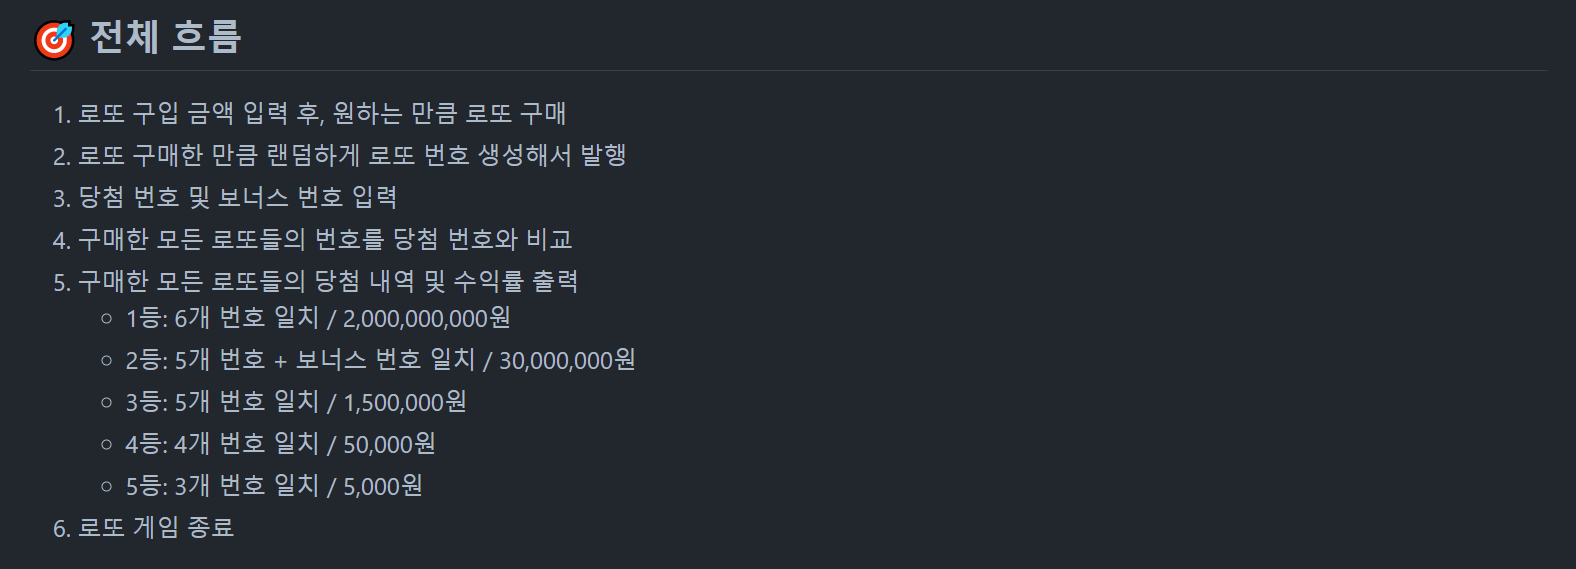 🎯 전체 흐름
1. 로또 구입 금액 입력 후, 원하는 만큼 로또 구매
2. 로또 구매한 만큼 랜덤하게 로또 번호 생성해서 발행
3. 당첨 번호 및 보너스 번호 입력
4. 구매한 모든 로또들의 번호를 당첨 번호와 비교
5. 구매한 모든 로또들의 당첨 내역 및 수익률 출력
○ 1등: 6개 번호 일치 / 2,000,000,000원
○ 2등: 5개 번호 + 보너스 번호 일치 / 30,000,000원
○ 3등: 5개 번호 일치 / 1,500,000원
○ 4등: 4개 번호 일치 / 50,000원
○ 5등: 3개 번호 일치 / 5,000원
6. 로또 게임 종료